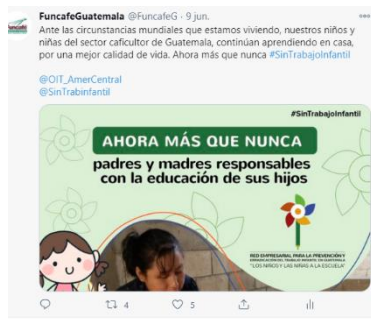 FuncafeGuatemala @FuncafeG · 9 jun.
Ante las circunstancias mundiales que estamos viviendo, nuestros niños y
niñas del sector caficultor de Guatemala, continúan aprendiendo en casa,
por una mejor calidad de vida. Ahora más que nunca #SinTrabajoInfantil
@OIT_AmerCentral
@SinTrabinfantil
#SinTrabajoInfantil
AHORA MÁS QUE NUNCA
padres y madres responsables
con la educación de sus hijos
RED EMPRESARIAL PARA LA PREVENCIÓN Y
ERRADICACIÓN DEL TRABAJO INFANTIL EN GUATEMALA
"LOS NIÑOS Y LAS NIÑAS A LA ESCUELA"
4
5